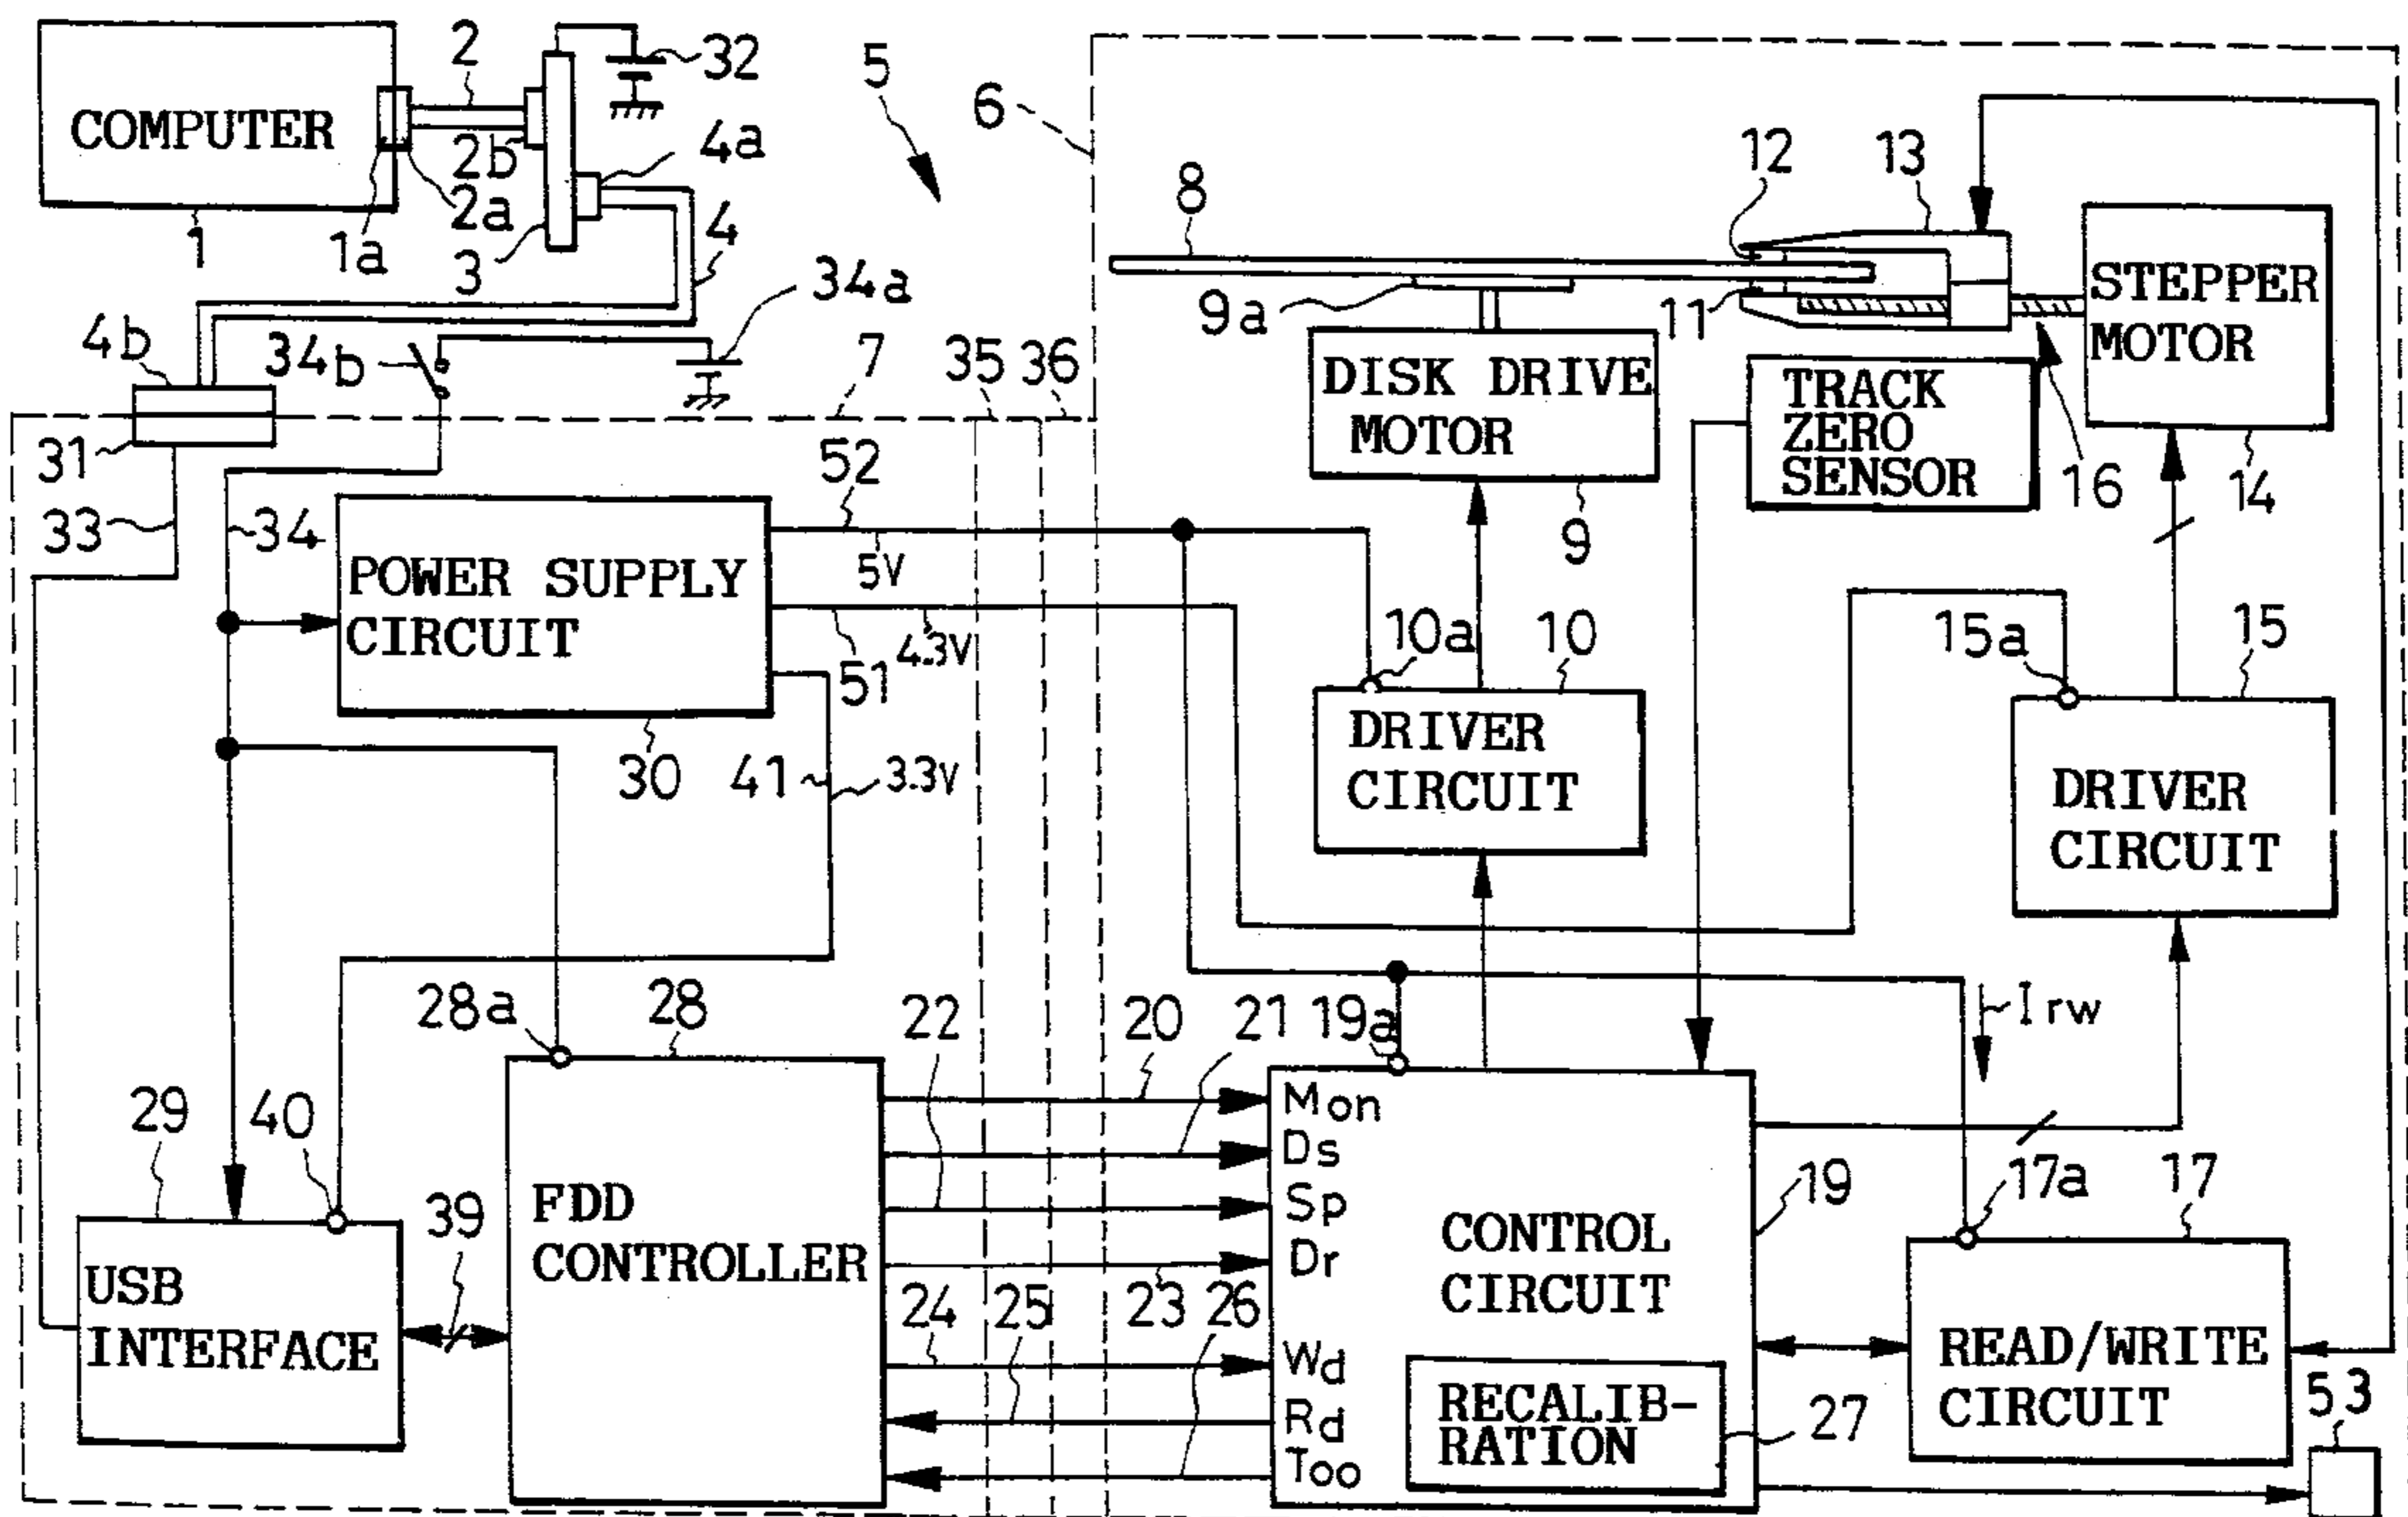 COMPUTER
1
1a
2
2a
2b
3
4a
4
32
5
6
34a
34b
4b
31
33
34
7
35
36
8
9a
11
12
13
STEPPER
MOTOR
14
16
DISK DRIVE
MOTOR
9
TRACK
ZERO
SENSOR
POWER SUPPLY
CIRCUIT
30
52
5V
51
4.3V
41
3.3V
10a
10
DRIVER
CIRCUIT
15a
15
DRIVER
CIRCUIT
28a
28
FDD
CONTROLLER
29
40
USB
INTERFACE
39
22
20
21
19a
23
24
25
26
Mon
Ds
Sp
Dr
Wd
Rd
Too
CONTROL
CIRCUIT
19
RECALIB-
RATION
27
Irw
17a
17
READ/WRITE
CIRCUIT
53